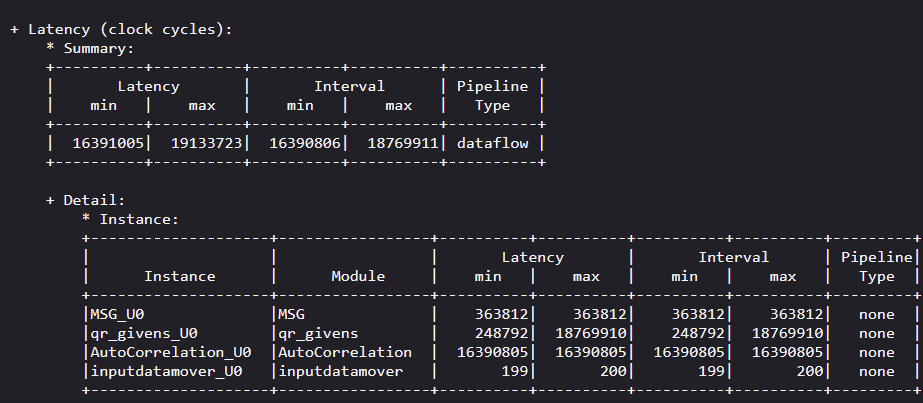 + Latency (clock cycles):
    * Summary:
    +----------+----------+----------+----------+----------+
    |       Latency       |       Interval      | Pipeline |
    |    min   |    max   |    min   |    max   |   Type   |
    +----------+----------+----------+----------+----------+
    |  16391005|  19133723|  16390806|  18769911| dataflow |
    +----------+----------+----------+----------+----------+
    + Detail:
        * Instance:
        +--------------------+-----------------+----------+----------+----------+----------+---------+
        |                    |                 |       Latency       |       Interval      | Pipeline|
        |      Instance      |      Module     |    min   |    max   |    min   |    max   |   Type  |
        +--------------------+-----------------+----------+----------+----------+----------+---------+
        |MSG_U0              |MSG              |    363812|    363812|    363812|    363812|   none  |
        |qr_givens_U0        |qr_givens        |    248792|  18769910|    248792|  18769910|   none  |
        |AutoCorrelation_U0  |AutoCorrelation  |  16390805|  16390805|  16390805|  16390805|   none  |
        |inputdatamover_U0   |inputdatamover   |       199|       200|       199|       200|   none  |
        +--------------------+-----------------+----------+----------+----------+----------+---------+